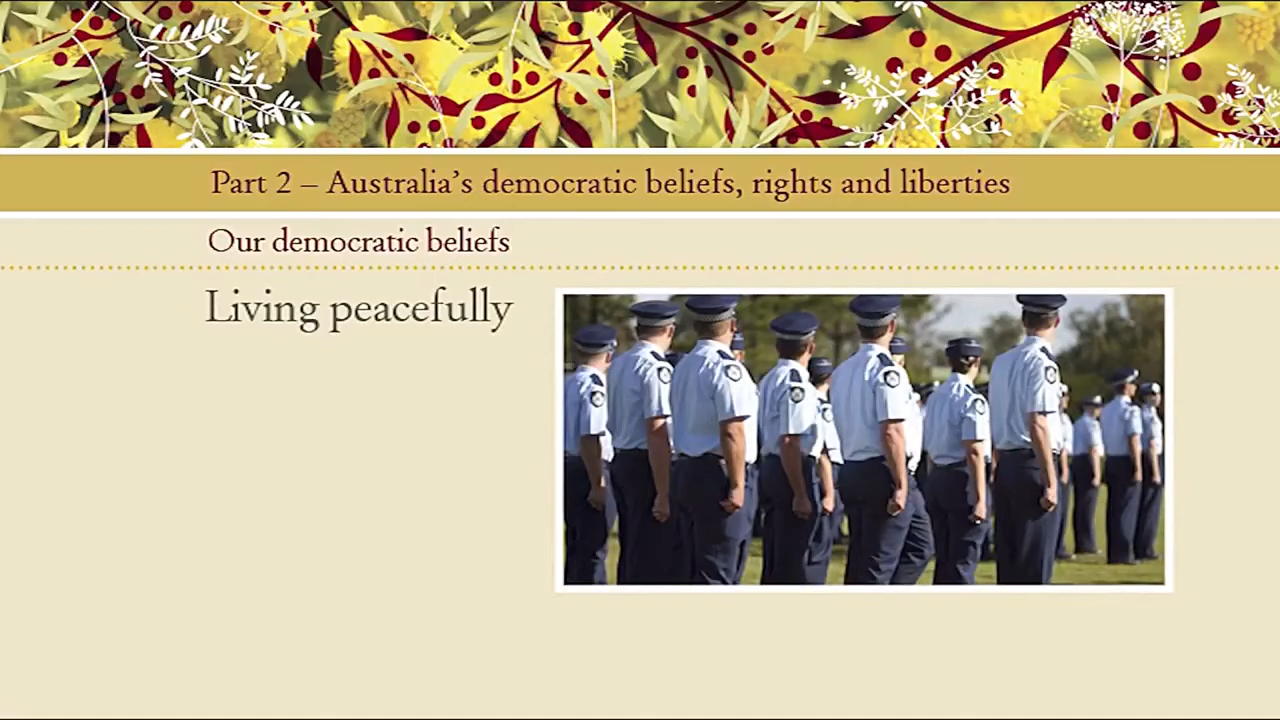 Part 2 – Australia’s democratic beliefs, rights and liberties
Our democratic beliefs
Living peacefully